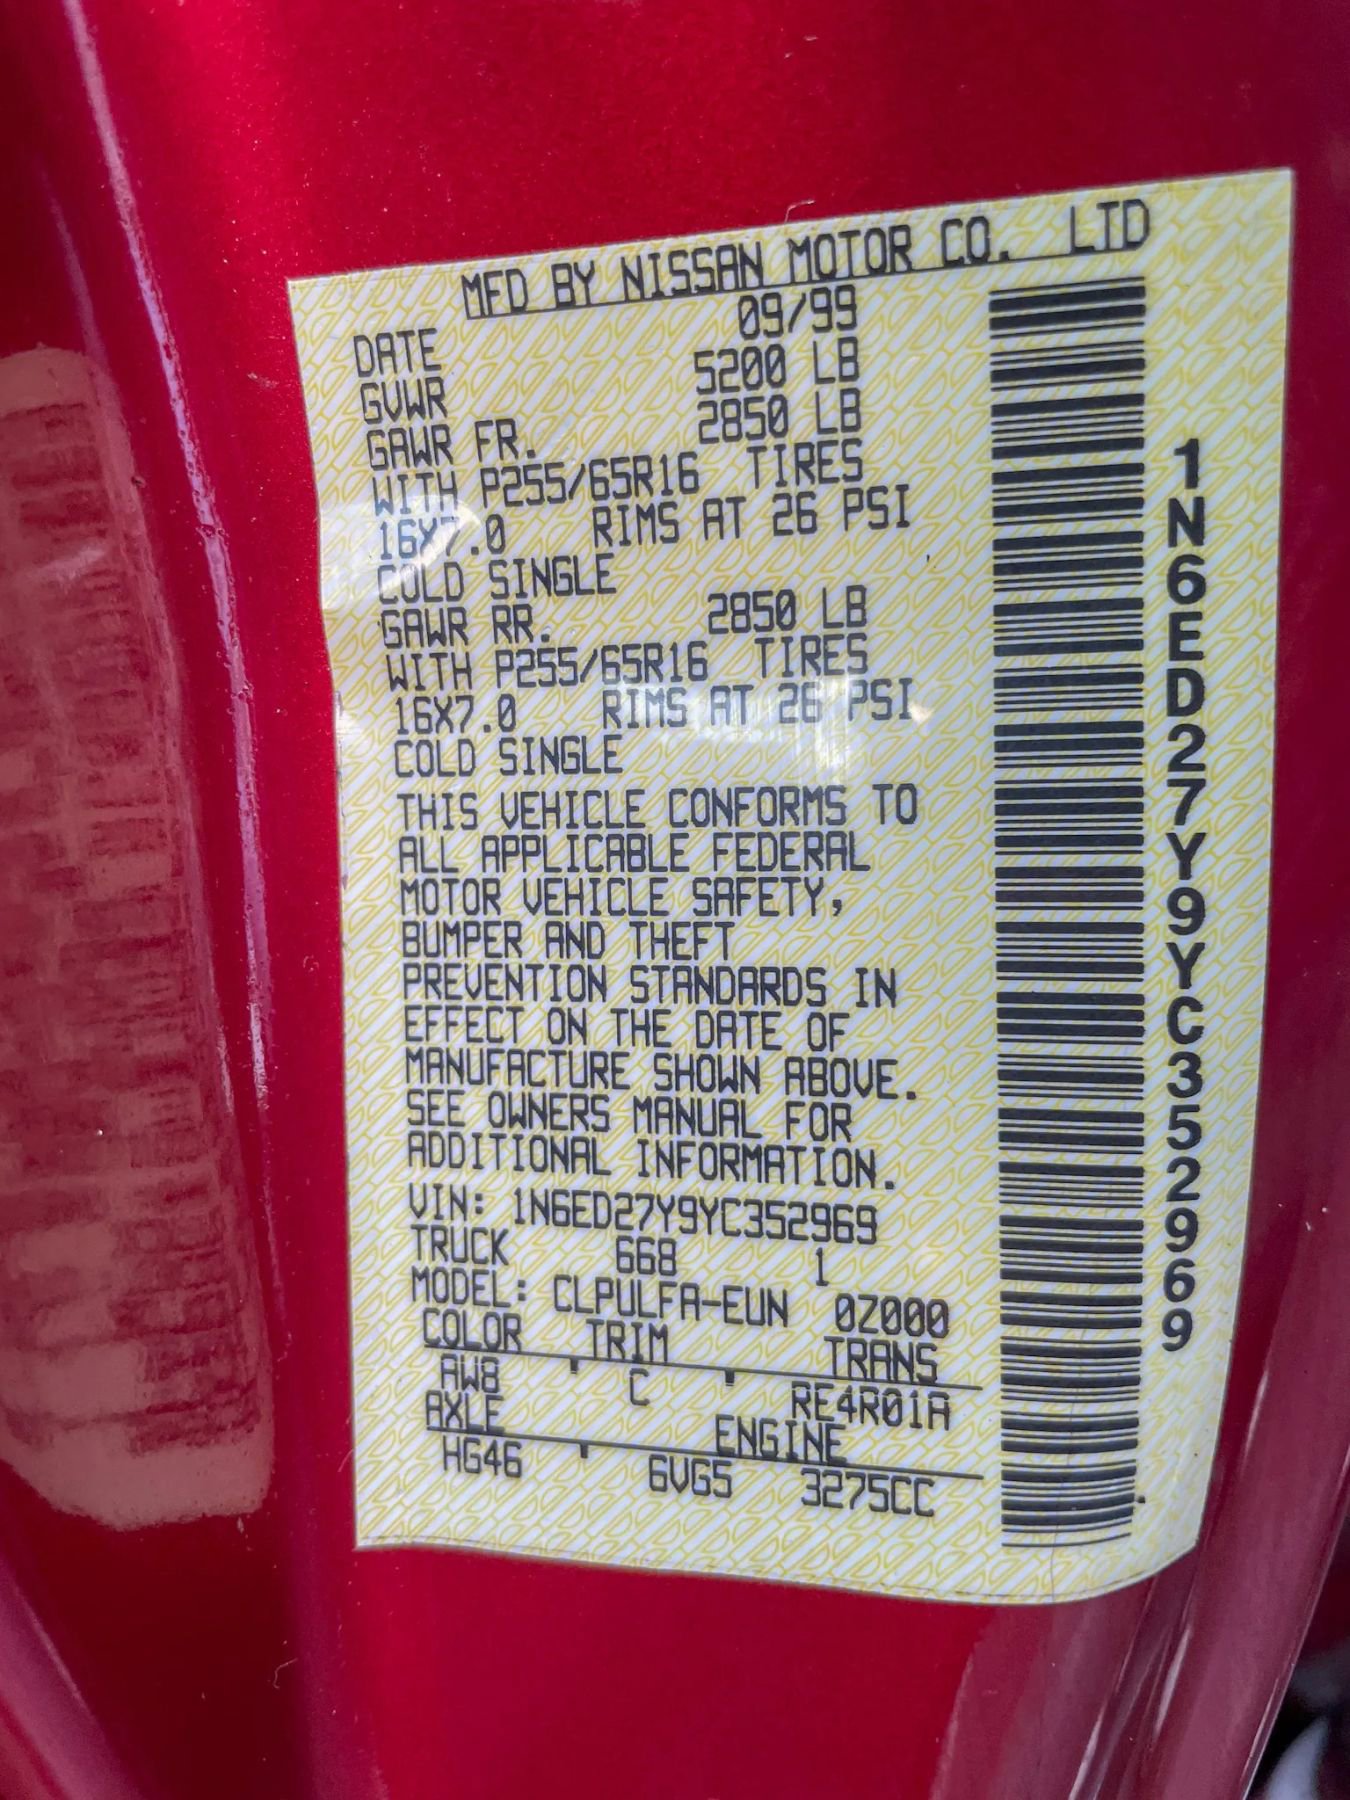 MFD BY NISSAN MOTOR CO. LTD
DATE 09/99
GVWR 5200 LB
GAWR FR. 2850 LB
WITH P255/65R16 TIRES
16X7.0 RIMS AT 26 PSI
COLD SINGLE
GAWR RR. 2850 LB
WITH P255/65R16 TIRES
16X7.0 RIMS AT 26 PSI
COLD SINGLE
THIS VEHICLE CONFORMS TO
ALL APPLICABLE FEDERAL
MOTOR VEHICLE SAFETY,
BUMPER AND THEFT
PREVENTION STANDARDS IN
EFFECT ON THE DATE OF
MANUFACTURE SHOWN ABOVE.
SEE OWNERS MANUAL FOR
ADDITIONAL INFORMATION.
VIN: 1N6ED27Y9YC352969
TRUCK 668 1
MODEL: CLPULFA-EUN 0Z000
COLOR TRIM TRANS
AW8 C RE4R01A
AXLE ENGINE
HG46 6VG5 3275CC
1N6ED27Y9YC352969